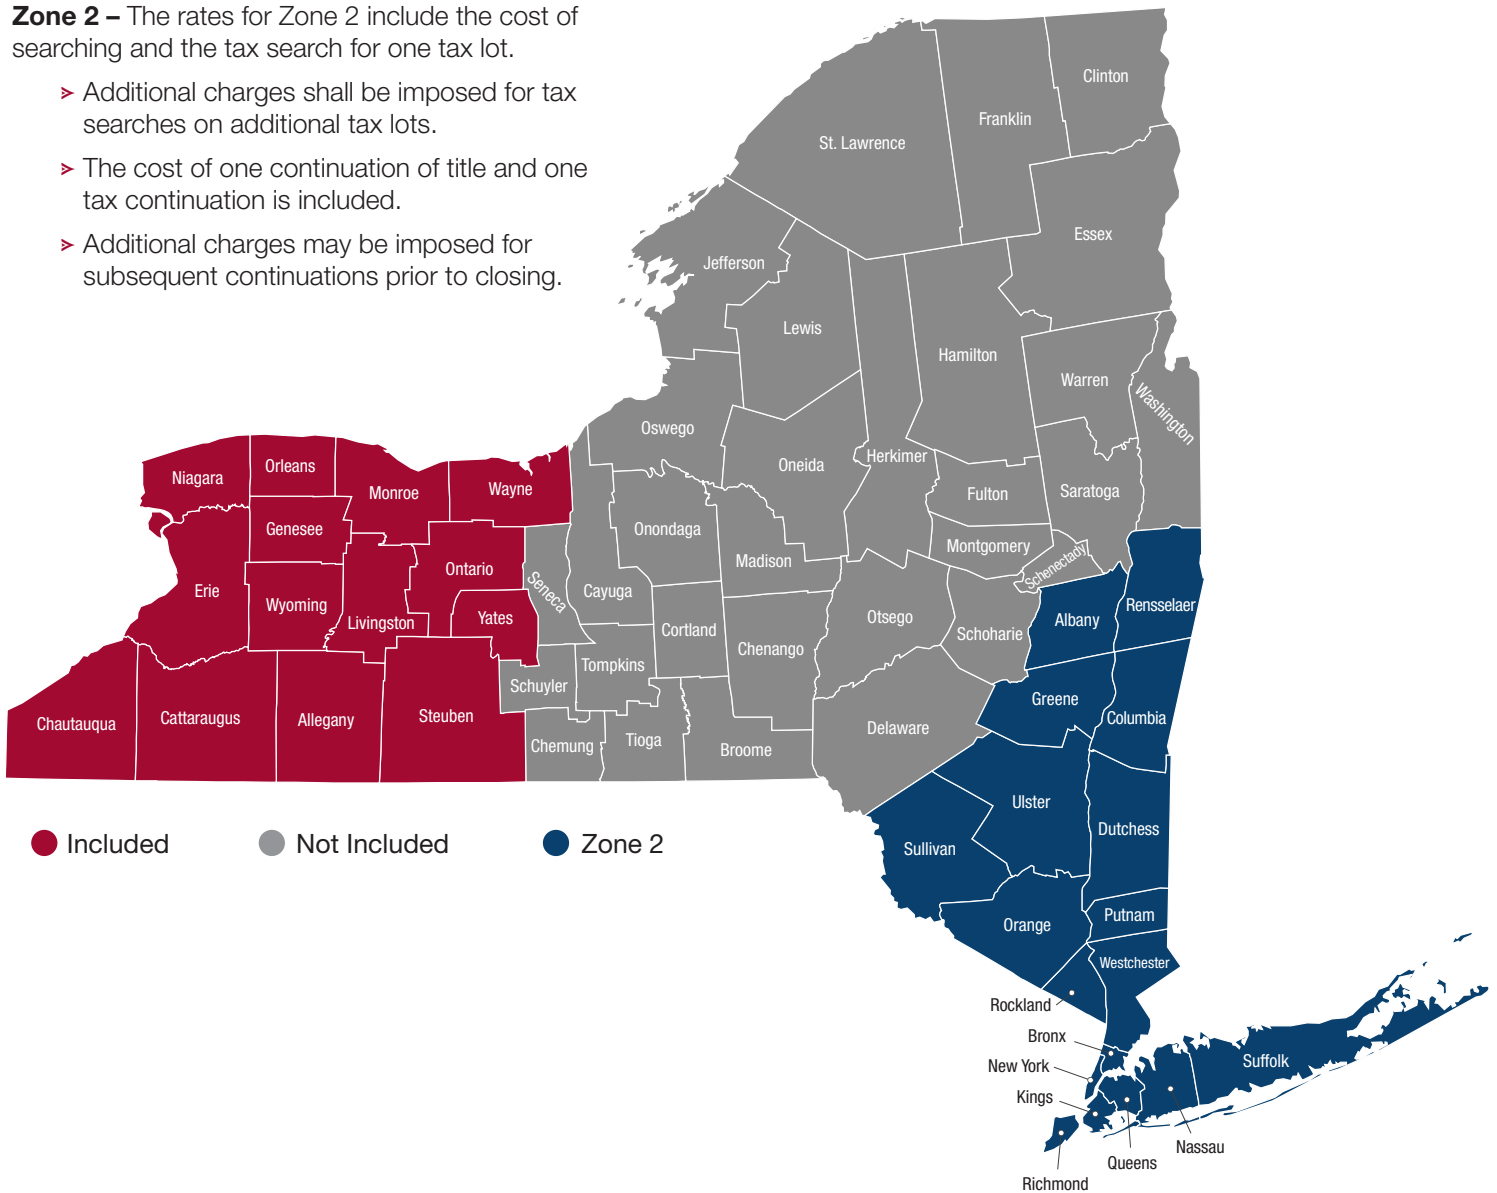 Zone 2 – The rates for Zone 2 include the cost of
searching and the tax search for one tax lot.
Additional charges shall be imposed for tax
searches on additional tax lots.
The cost of one continuation of title and one
tax continuation is included.
Additional charges may be imposed for
subsequent continuations prior to closing.
Clinton
Franklin
St. Lawrence
Essex
Jefferson
Lewis
Hamilton
Warren
Washington
Oswego
Oneida
Herkimer
Fulton
Saratoga
Niagara
Orleans
Monroe
Wayne
Genesee
Onondaga
Madison
Montgomery
Schenectady
Erie
Wyoming
Livingston
Ontario
Yates
Seneca
Cayuga
Cortland
Chenango
Otsego
Schoharie
Albany
Rensselaer
Chautauqua
Cattaraugus
Allegany
Steuben
Schuyler
Tompkins
Chemung
Tioga
Broome
Delaware
Greene
Columbia
Included
Not Included
Zone 2
Ulster
Dutchess
Sullivan
Orange
Putnam
Westchester
Rockland
Bronx
New York
Kings
Suffolk
Nassau
Queens
Richmond